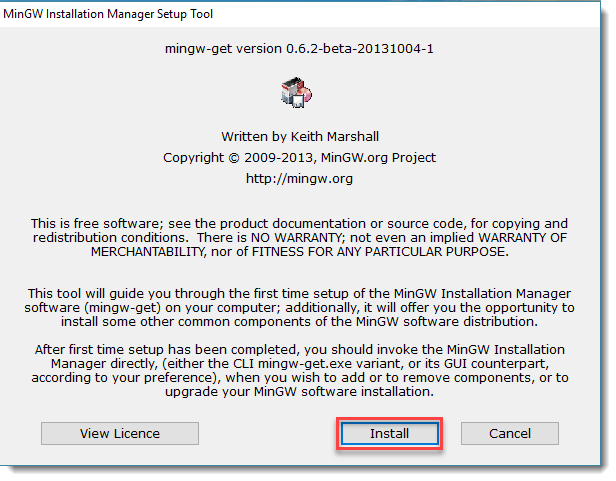 MinGW Installation Manager Setup Tool
mingw-get version 0.6.2-beta-20131004-1
Written by Keith Marshall
Copyright © 2009-2013, MinGW.org Project
http://mingw.org
This is free software; see the product documentation or source code, for copying and
redistribution conditions.  There is NO WARRANTY; not even an implied WARRANTY OF
MERCHANTABILITY, nor of FITNESS FOR ANY PARTICULAR PURPOSE.
This tool will guide you through the first time setup of the MinGW Installation Manager
software (mingw-get) on your computer; additionally, it will offer you the opportunity to
install some other common components of the MinGW software distribution.
After first time setup has been completed, you should invoke the MinGW Installation
Manager directly, (either the CLI mingw-get.exe variant, or its GUI counterpart,
according to your preference), when you wish to add or to remove components, or to
upgrade your MinGW software installation.
View Licence
Install
Cancel